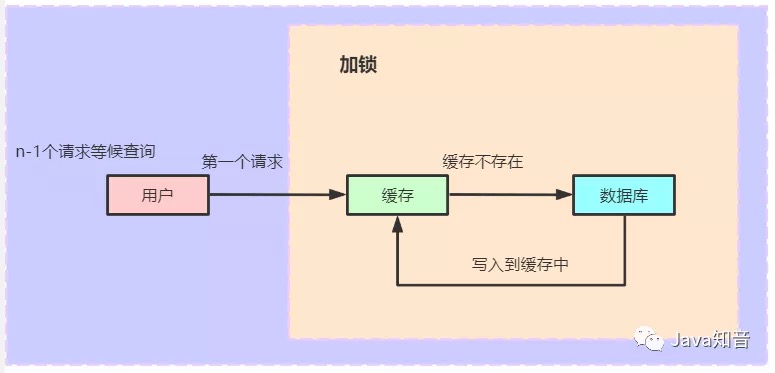 加锁
n-1个请求等候查询
第一个请求
缓存不存在
用户
缓存
数据库
写入到缓存中
Java知音